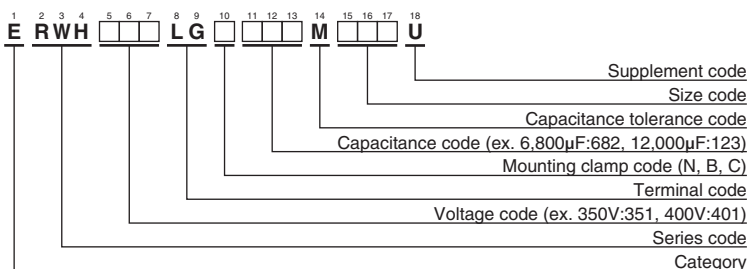 1 2 3 4 5 6 7 8 9 10 11 12 13 14 15 16 17 18
E RWH □□□ LG □ □□□ M □□□ U
Supplement code
Size code
Capacitance tolerance code
Capacitance code (ex. 6,800μF:682, 12,000μF:123)
Mounting clamp code (N, B, C)
Terminal code
Voltage code (ex. 350V:351, 400V:401)
Series code
Category